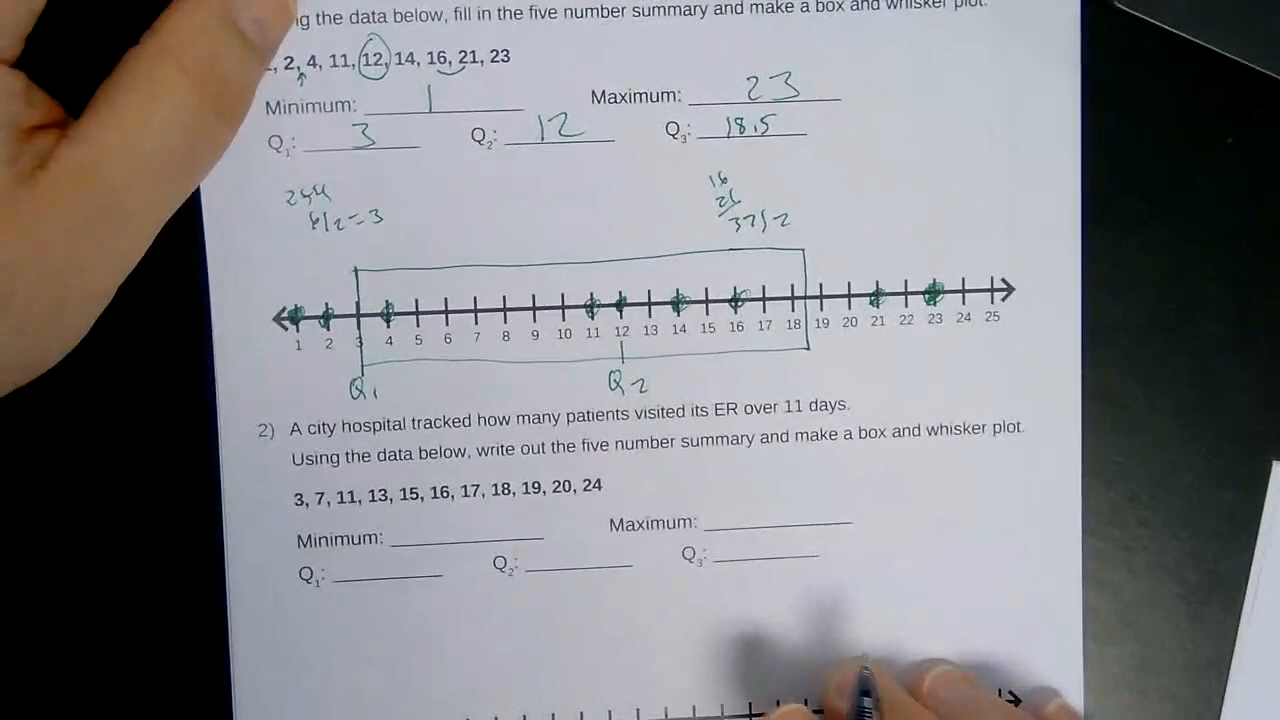 ng the data below, fill in the five number summary and make a box and whisker plot.
, 2, 4, 11, 12, 14, 16, 21, 23
Minimum: 1 Maximum: 23
Q1: 3 Q2: 12 Q3: 18.5
2 4 16
6/2=3 37/2
1 2 3 4 5 6 7 8 9 10 11 12 13 14 15 16 17 18 19 20 21 22 23 24 25
Q1 Q2
2) A city hospital tracked how many patients visited its ER over 11 days.
Using the data below, write out the five number summary and make a box and whisker plot.
3, 7, 11, 13, 15, 16, 17, 18, 19, 20, 24
Minimum: Maximum:
Q1: Q2: Q3: